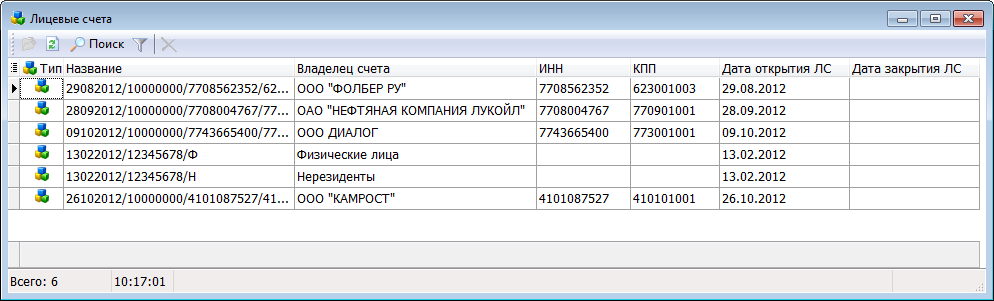 Лицевые счета
Поиск
Тип Название Владелец счета ИНН КПП Дата открытия ЛС Дата закрытия ЛС
29082012/10000000/7708562352/62... ООО "ФОЛБЕР РУ" 7708562352 623001003 29.08.2012
28092012/10000000/7708004767/77... ОАО "НЕФТЯНАЯ КОМПАНИЯ ЛУКОЙЛ" 7708004767 770901001 28.09.2012
09102012/10000000/7743665400/77... ООО ДИАЛОГ 7743665400 773001001 09.10.2012
13022012/12345678/Ф Физические лица 13.02.2012
13022012/12345678/Н Нерезиденты 13.02.2012
26102012/10000000/4101087527/41... ООО "КАМРОСТ" 4101087527 410101001 26.10.2012
Всего: 6 10:17:01